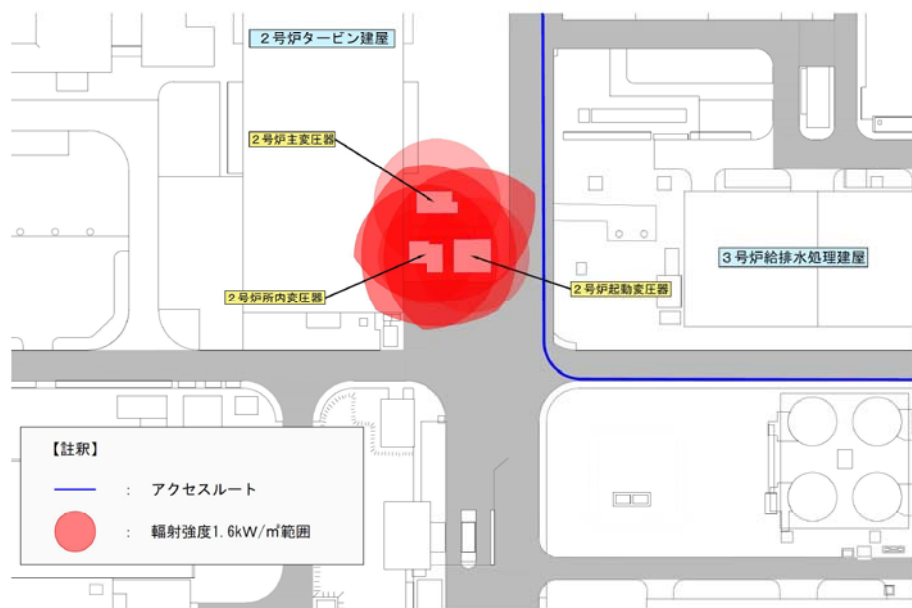 ２号炉タービン建屋
２号炉主変圧器
３号炉給排水処理建屋
２号炉所内変圧器
２号炉起動変圧器
【註釈】
： アクセスルート
： 輻射強度1.6kW/㎡範囲